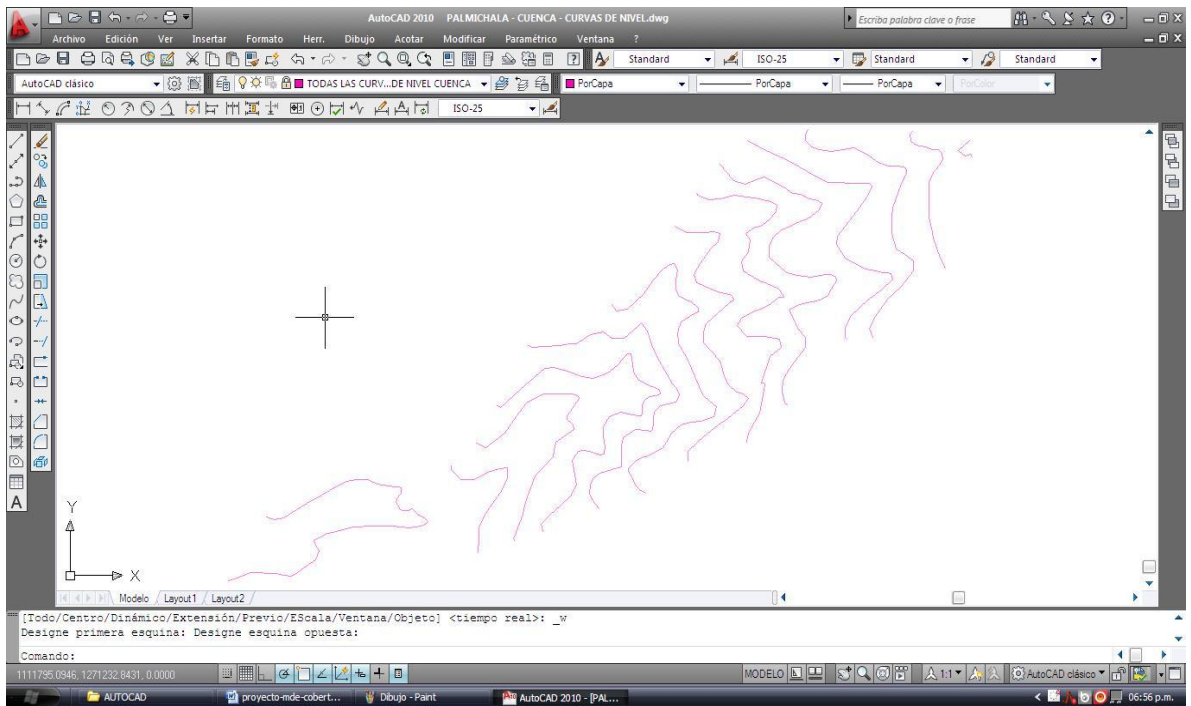 AutoCAD 2010 PALMICHALA - CUENCA - CURVAS DE NIVEL.dwg
Escriba palabra clave o frase
Archivo Edición Ver Insertar Formato Herr. Dibujo Acotar Modificar Paramétrico Ventana ?
Standard ISO-25 Standard Standard
AutoCAD clásico TODAS LAS CURV...DE NIVEL CUENCA PorCapa PorCapa PorCapa PorColor
ISO-25
A
Y
X
Modelo Layout1 Layout2
[Todo/Centro/Dinámico/Extensión/Previo/EScala/Ventana/Objeto] <tiempo real>: _w
Designe primera esquina: Designe esquina opuesta:
Comando:
1111795.0946, 1271232.8431, 0.0000 MODELO 1:1 AutoCAD clásico
AUTOCAD proyecto-mde-cobert... Dibujo - Paint AutoCAD 2010 - [PAL... 06:56 p.m.